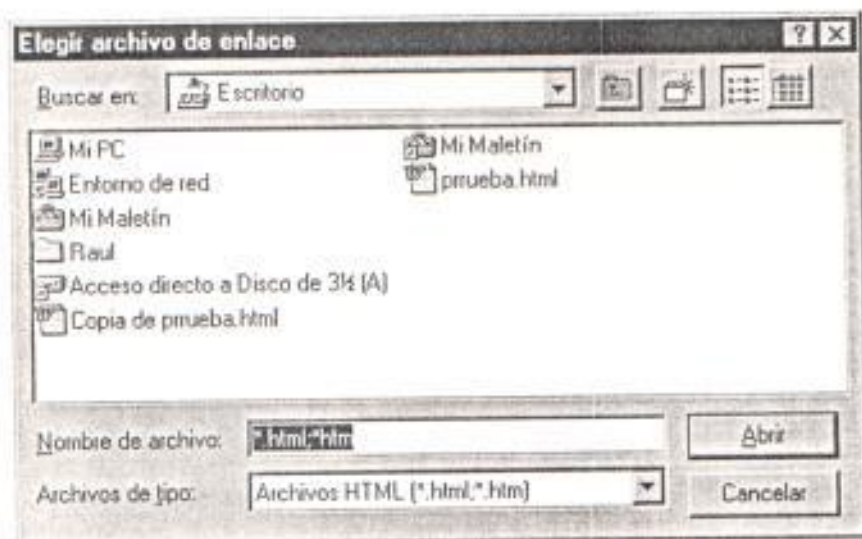 Elegir archivo de enlace
Buscar en: Escritorio
Mi PC
Entorno de red
Mi Maletín
Raul
Acceso directo a Disco de 3½ (A)
Copia de prrueba.html
Mi Maletín
prrueba.html
Nombre de archivo: *.html;*.htm
Abrir
Archivos de tipo: Archivos HTML (*.html;*.htm)
Cancelar